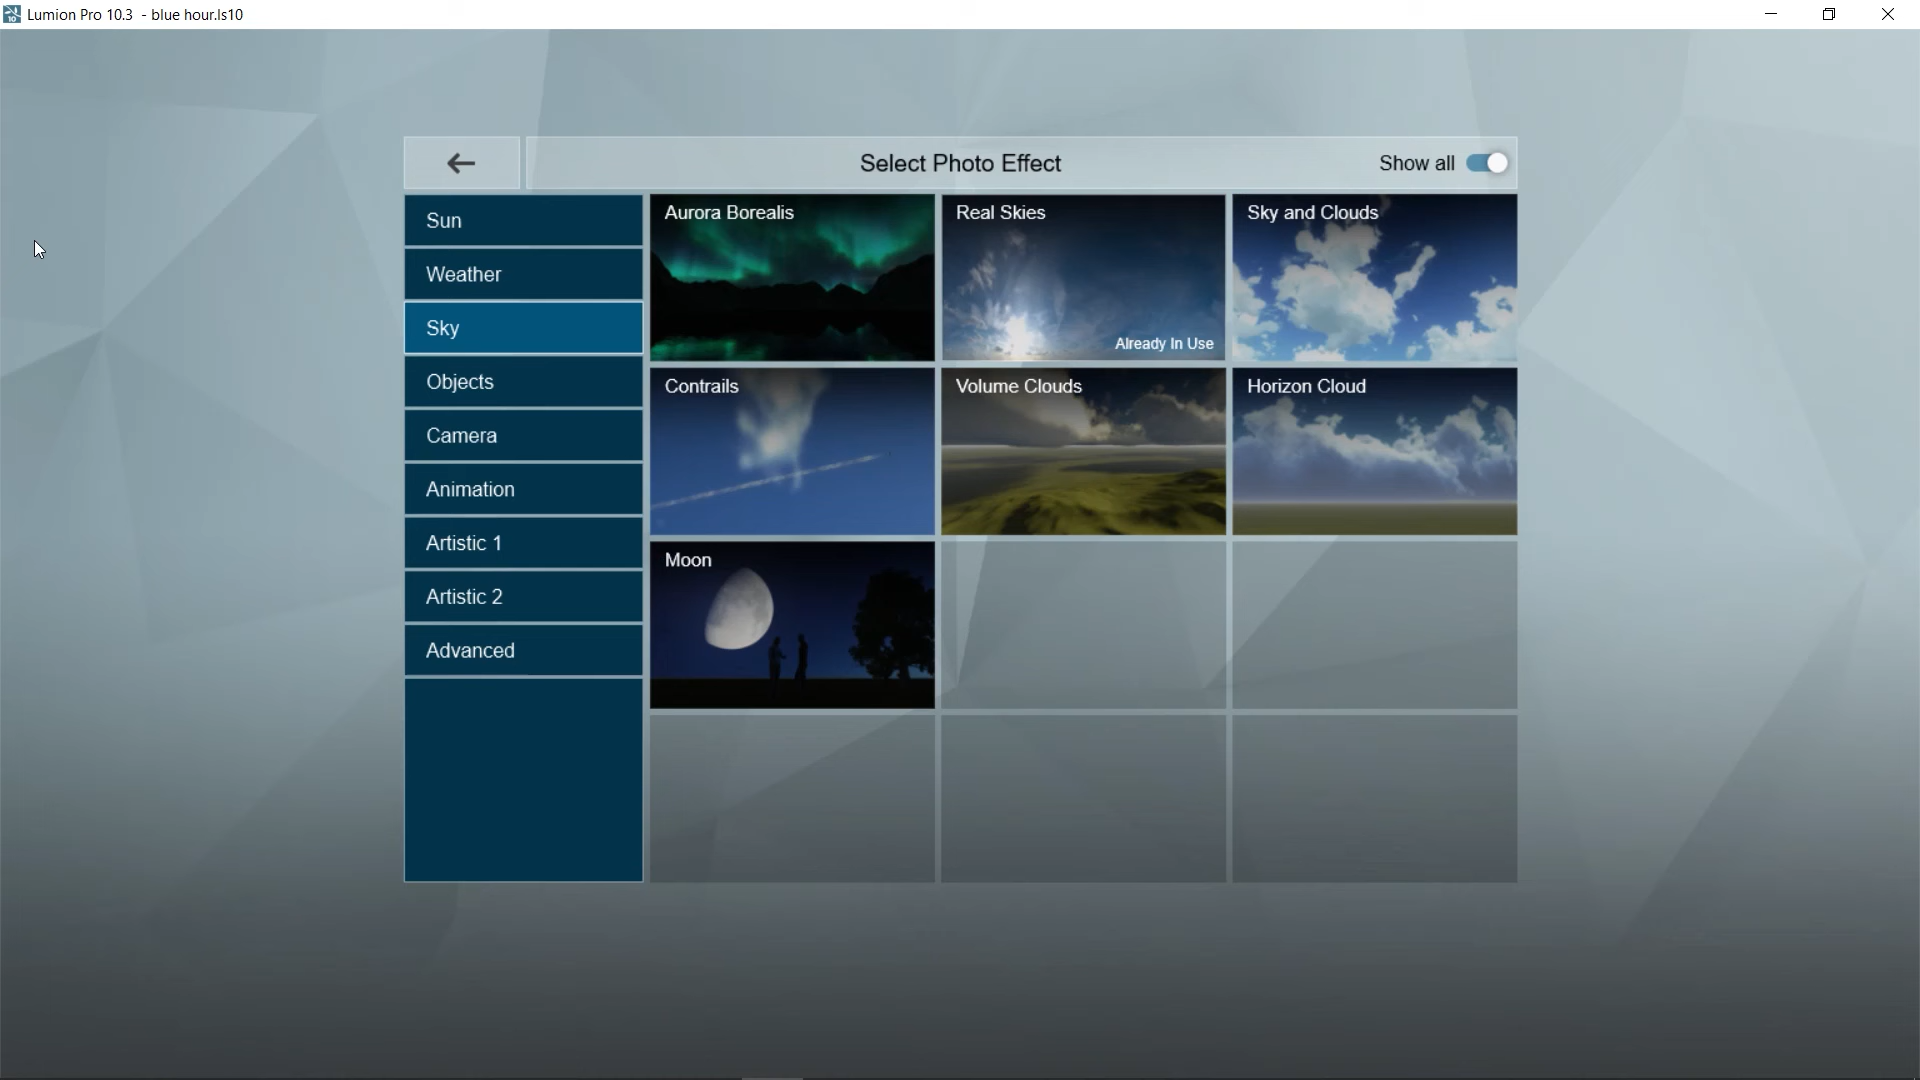 Lumion Pro 10.3 - blue hour.ls10
Select Photo Effect
Show all
Sun
Weather
Sky
Objects
Camera
Animation
Artistic 1
Artistic 2
Advanced
Aurora Borealis
Real Skies
Already In Use
Sky and Clouds
Contrails
Volume Clouds
Horizon Cloud
Moon